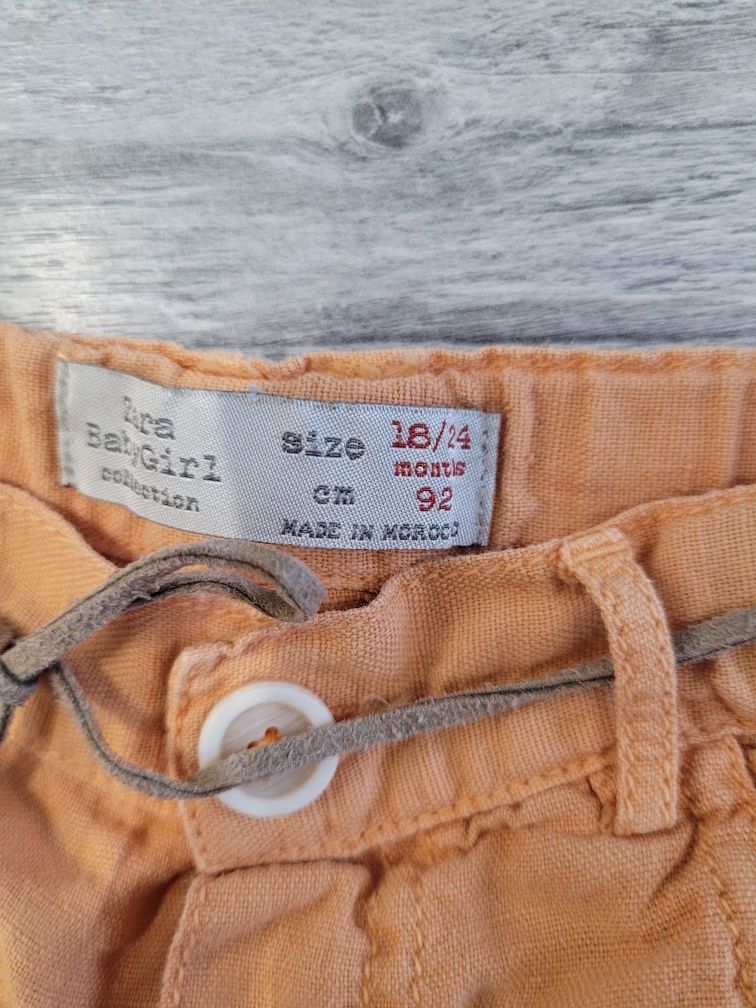 Zara
BabyGirl
collection
size 18/24
months
cm 92
MADE IN MOROCCO